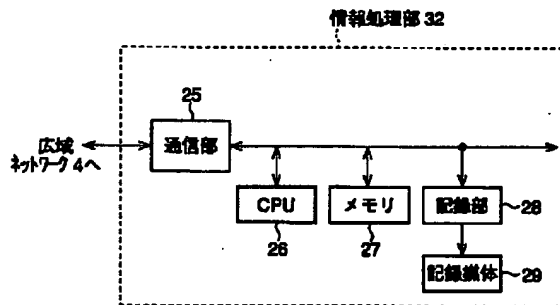 情報処理部 32
25
通信部
広域
ネットワーク 4へ
CPU
メモリ
記録部
28
26
27
記録媒体
29